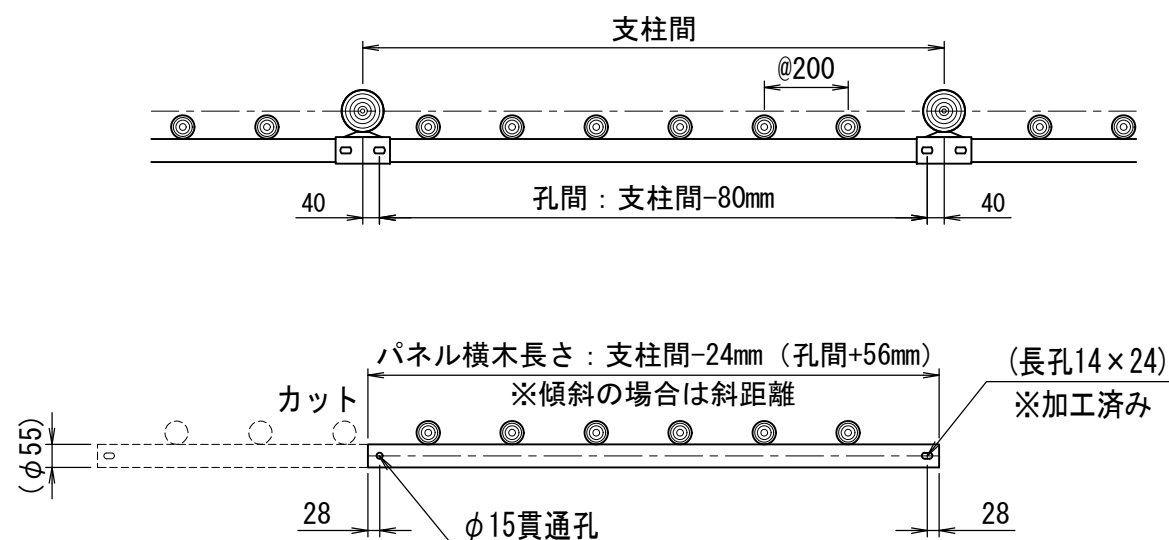 支柱間
@200
40
孔間：支柱間-80mm
40
パネル横木長さ：支柱間-24mm（孔間+56mm）
※傾斜の場合は斜距離
(長孔14×24)
※加工済み
カット
(φ55)
28
φ15貫通孔
28